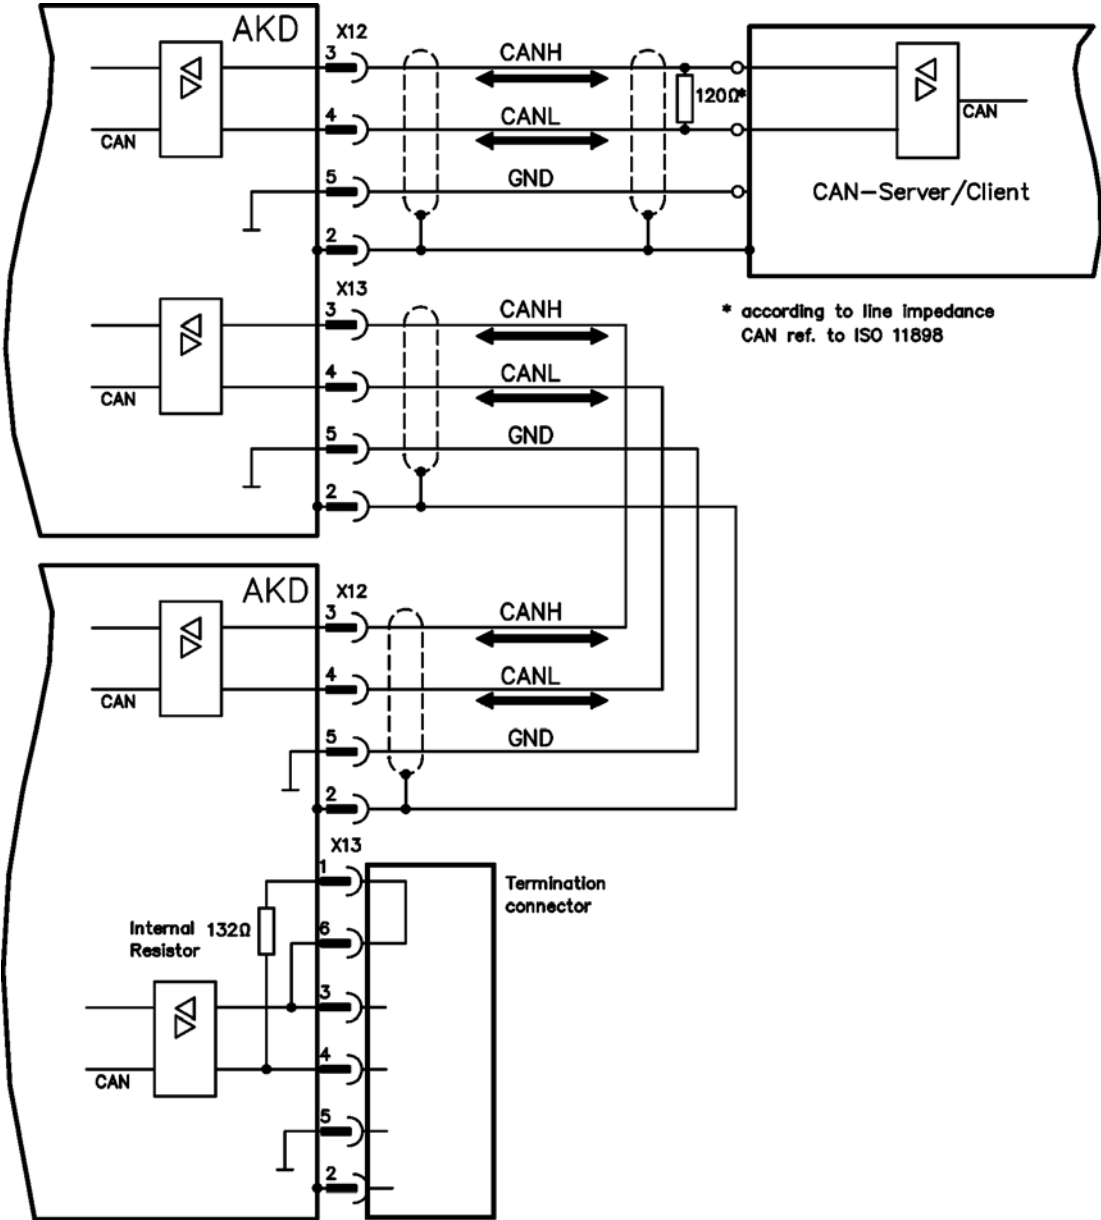 AKD
X12
3
CANH
120Ω*
4
CANL
CAN
CAN
5
GND
CAN-Server/Client
2
X13
3
CANH
* according to line impedance
CAN ref. to ISO 11898
4
CANL
CAN
5
GND
2
AKD
X12
3
CANH
4
CANL
CAN
5
GND
2
X13
1
Termination
connector
Internal 132Ω
Resistor
6
3
4
CAN
5
2